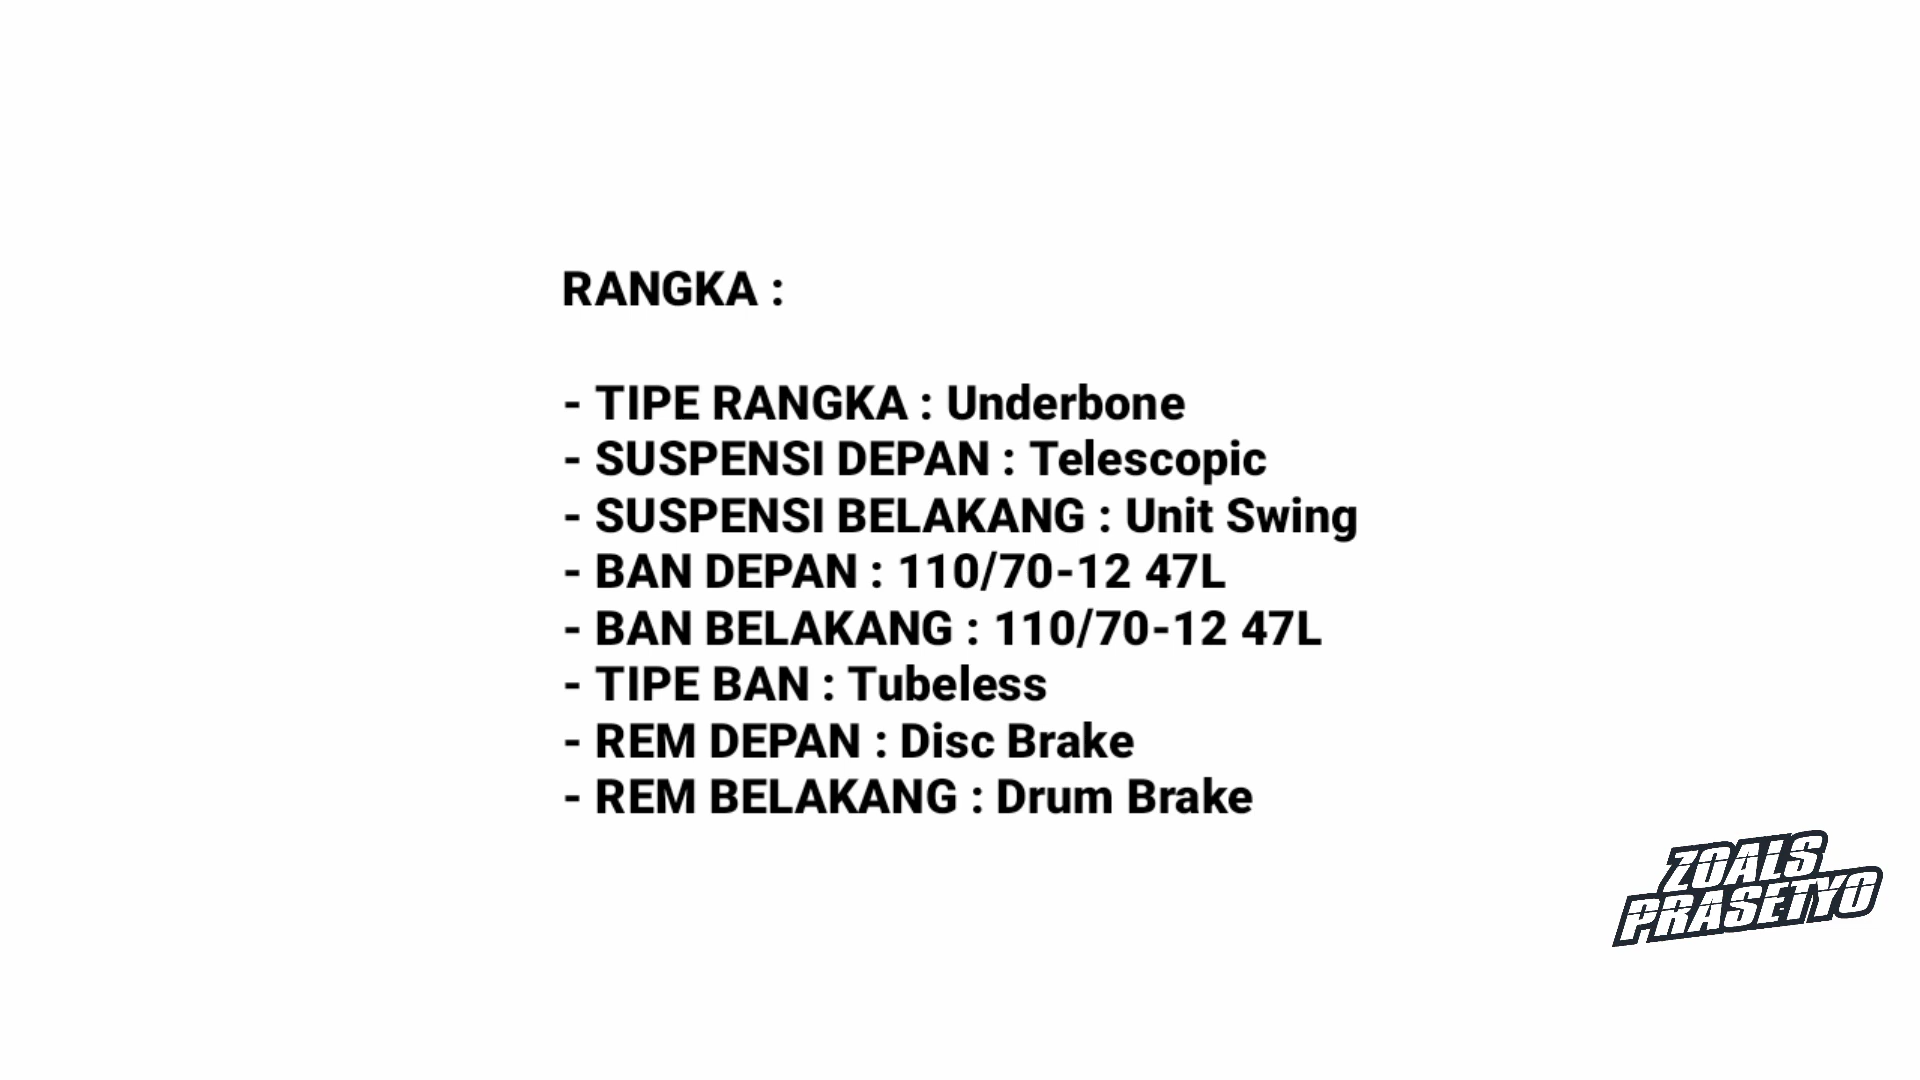 RANGKA :
- TIPE RANGKA : Underbone
- SUSPENSI DEPAN : Telescopic
- SUSPENSI BELAKANG : Unit Swing
- BAN DEPAN : 110/70-12 47L
- BAN BELAKANG : 110/70-12 47L
- TIPE BAN : Tubeless
- REM DEPAN : Disc Brake
- REM BELAKANG : Drum Brake
ZOALS
PRASETYO